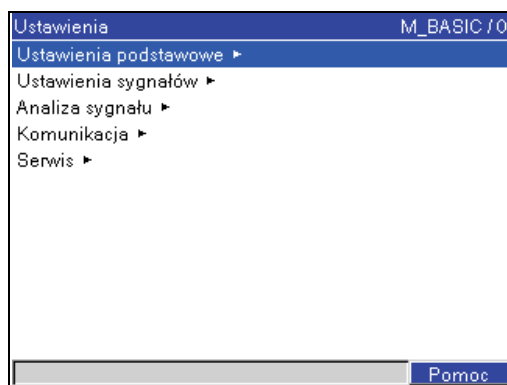 Ustawienia M_BASIC / 0
Ustawienia podstawowe ►
Ustawienia sygnałów ►
Analiza sygnału ►
Komunikacja ►
Serwis ►
Pomoc